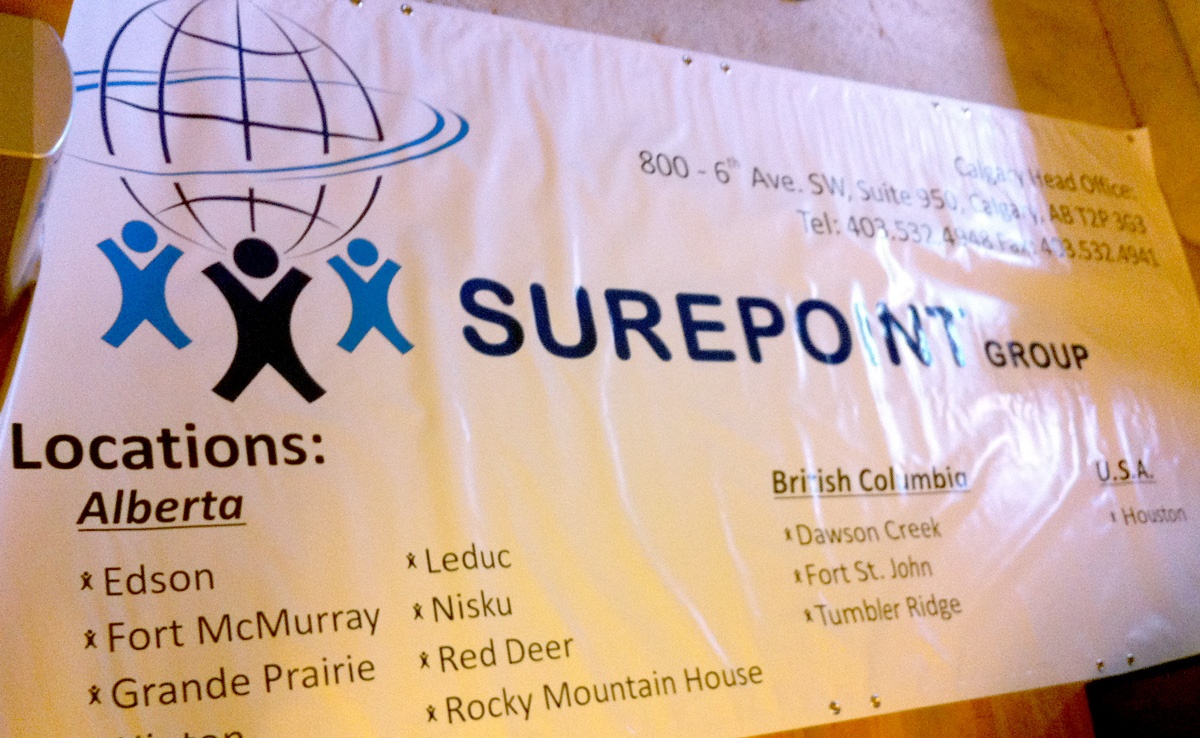 Calgary Head Office:
800 - 6th Ave. SW, Suite 950, Calgary, AB T2P 3G3
Tel: 403.532.4948 Fax: 403.532.4941
SUREPOINT GROUP
Locations:
Alberta
Edson
Fort McMurray
Grande Prairie
Hinton
Leduc
Nisku
Red Deer
Rocky Mountain House
British Columbia
Dawson Creek
Fort St. John
Tumbler Ridge
U.S.A.
Houston